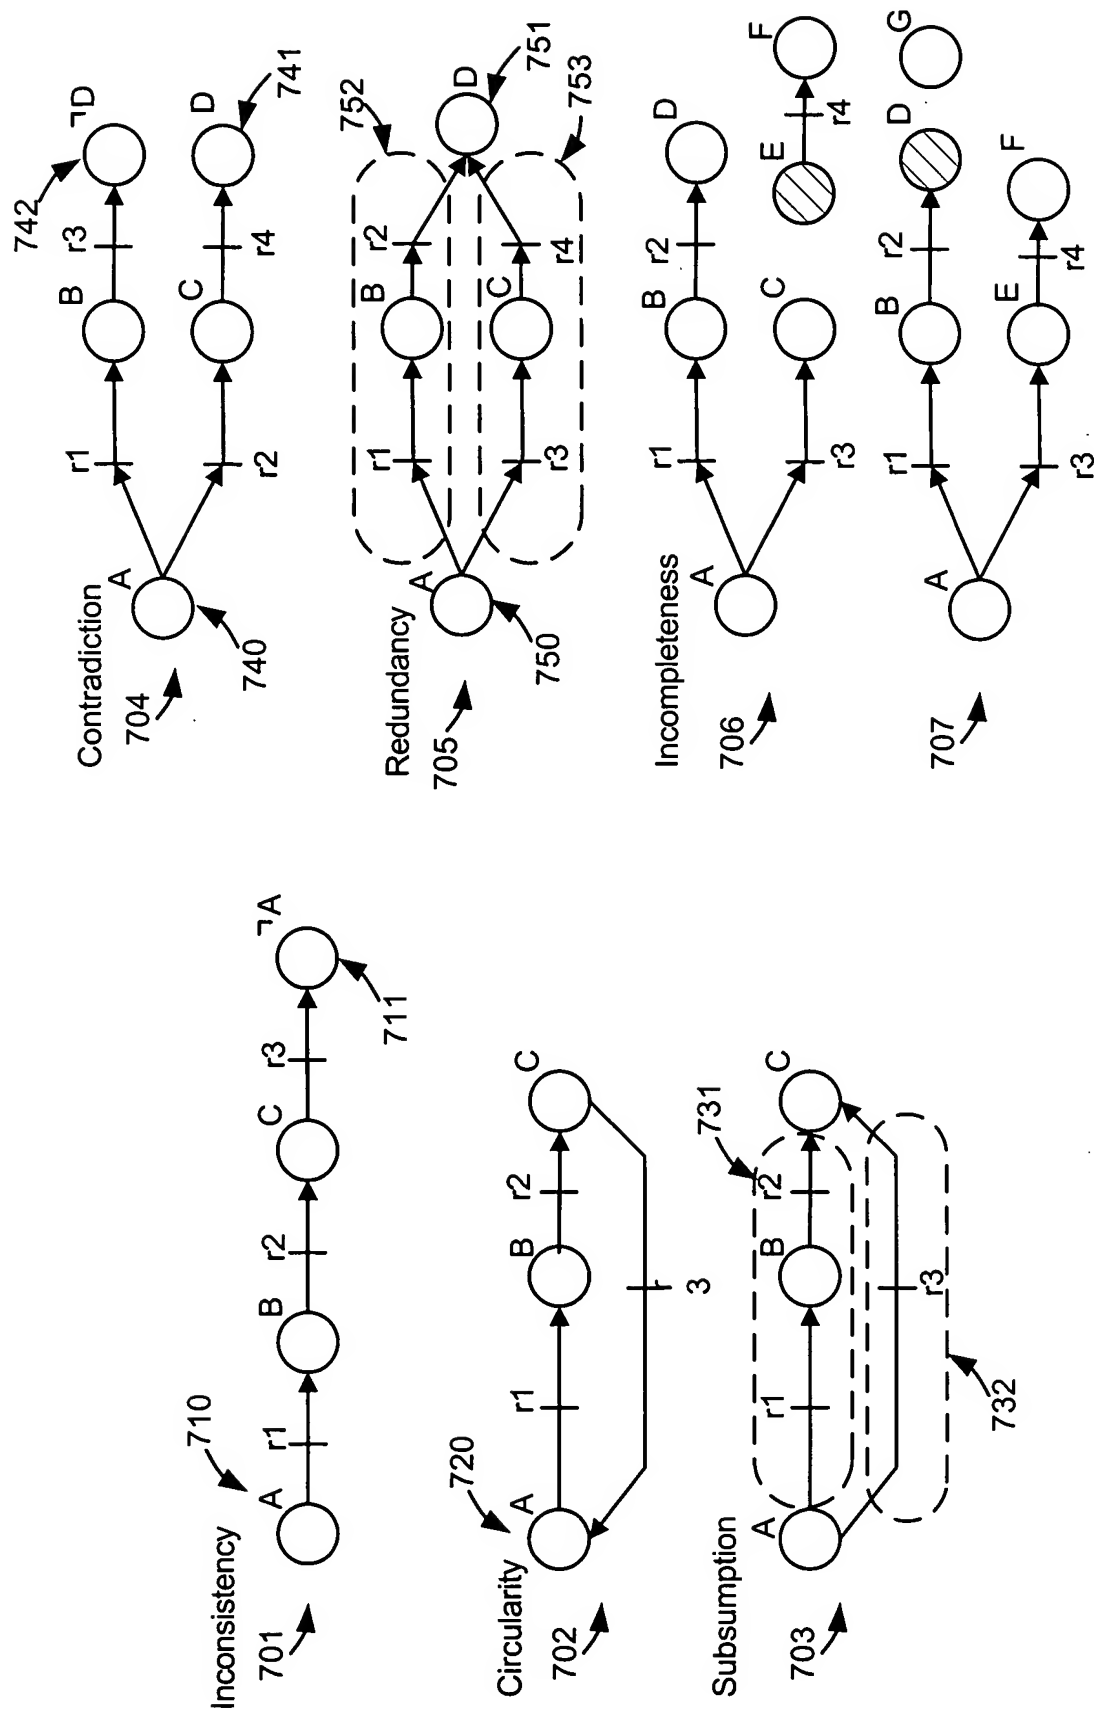 Inconsistency
701
710
A
r1
B
r2
C
r3
¬A
711
Circularity
702
720
A
r1
B
r2
C
r
3
Subsumption
703
A
r1
B
r2
C
731
r3
732
Contradiction
704
A
740
r1
B
r3
¬D
742
r2
C
r4
D
741
Redundancy
705
A
750
r1
B
r2
752
D
751
r3
C
r4
753
Incompleteness
706
A
r1
B
r2
D
r3
C
E
r4
F
707
A
r1
B
r2
D
G
r3
E
r4
F